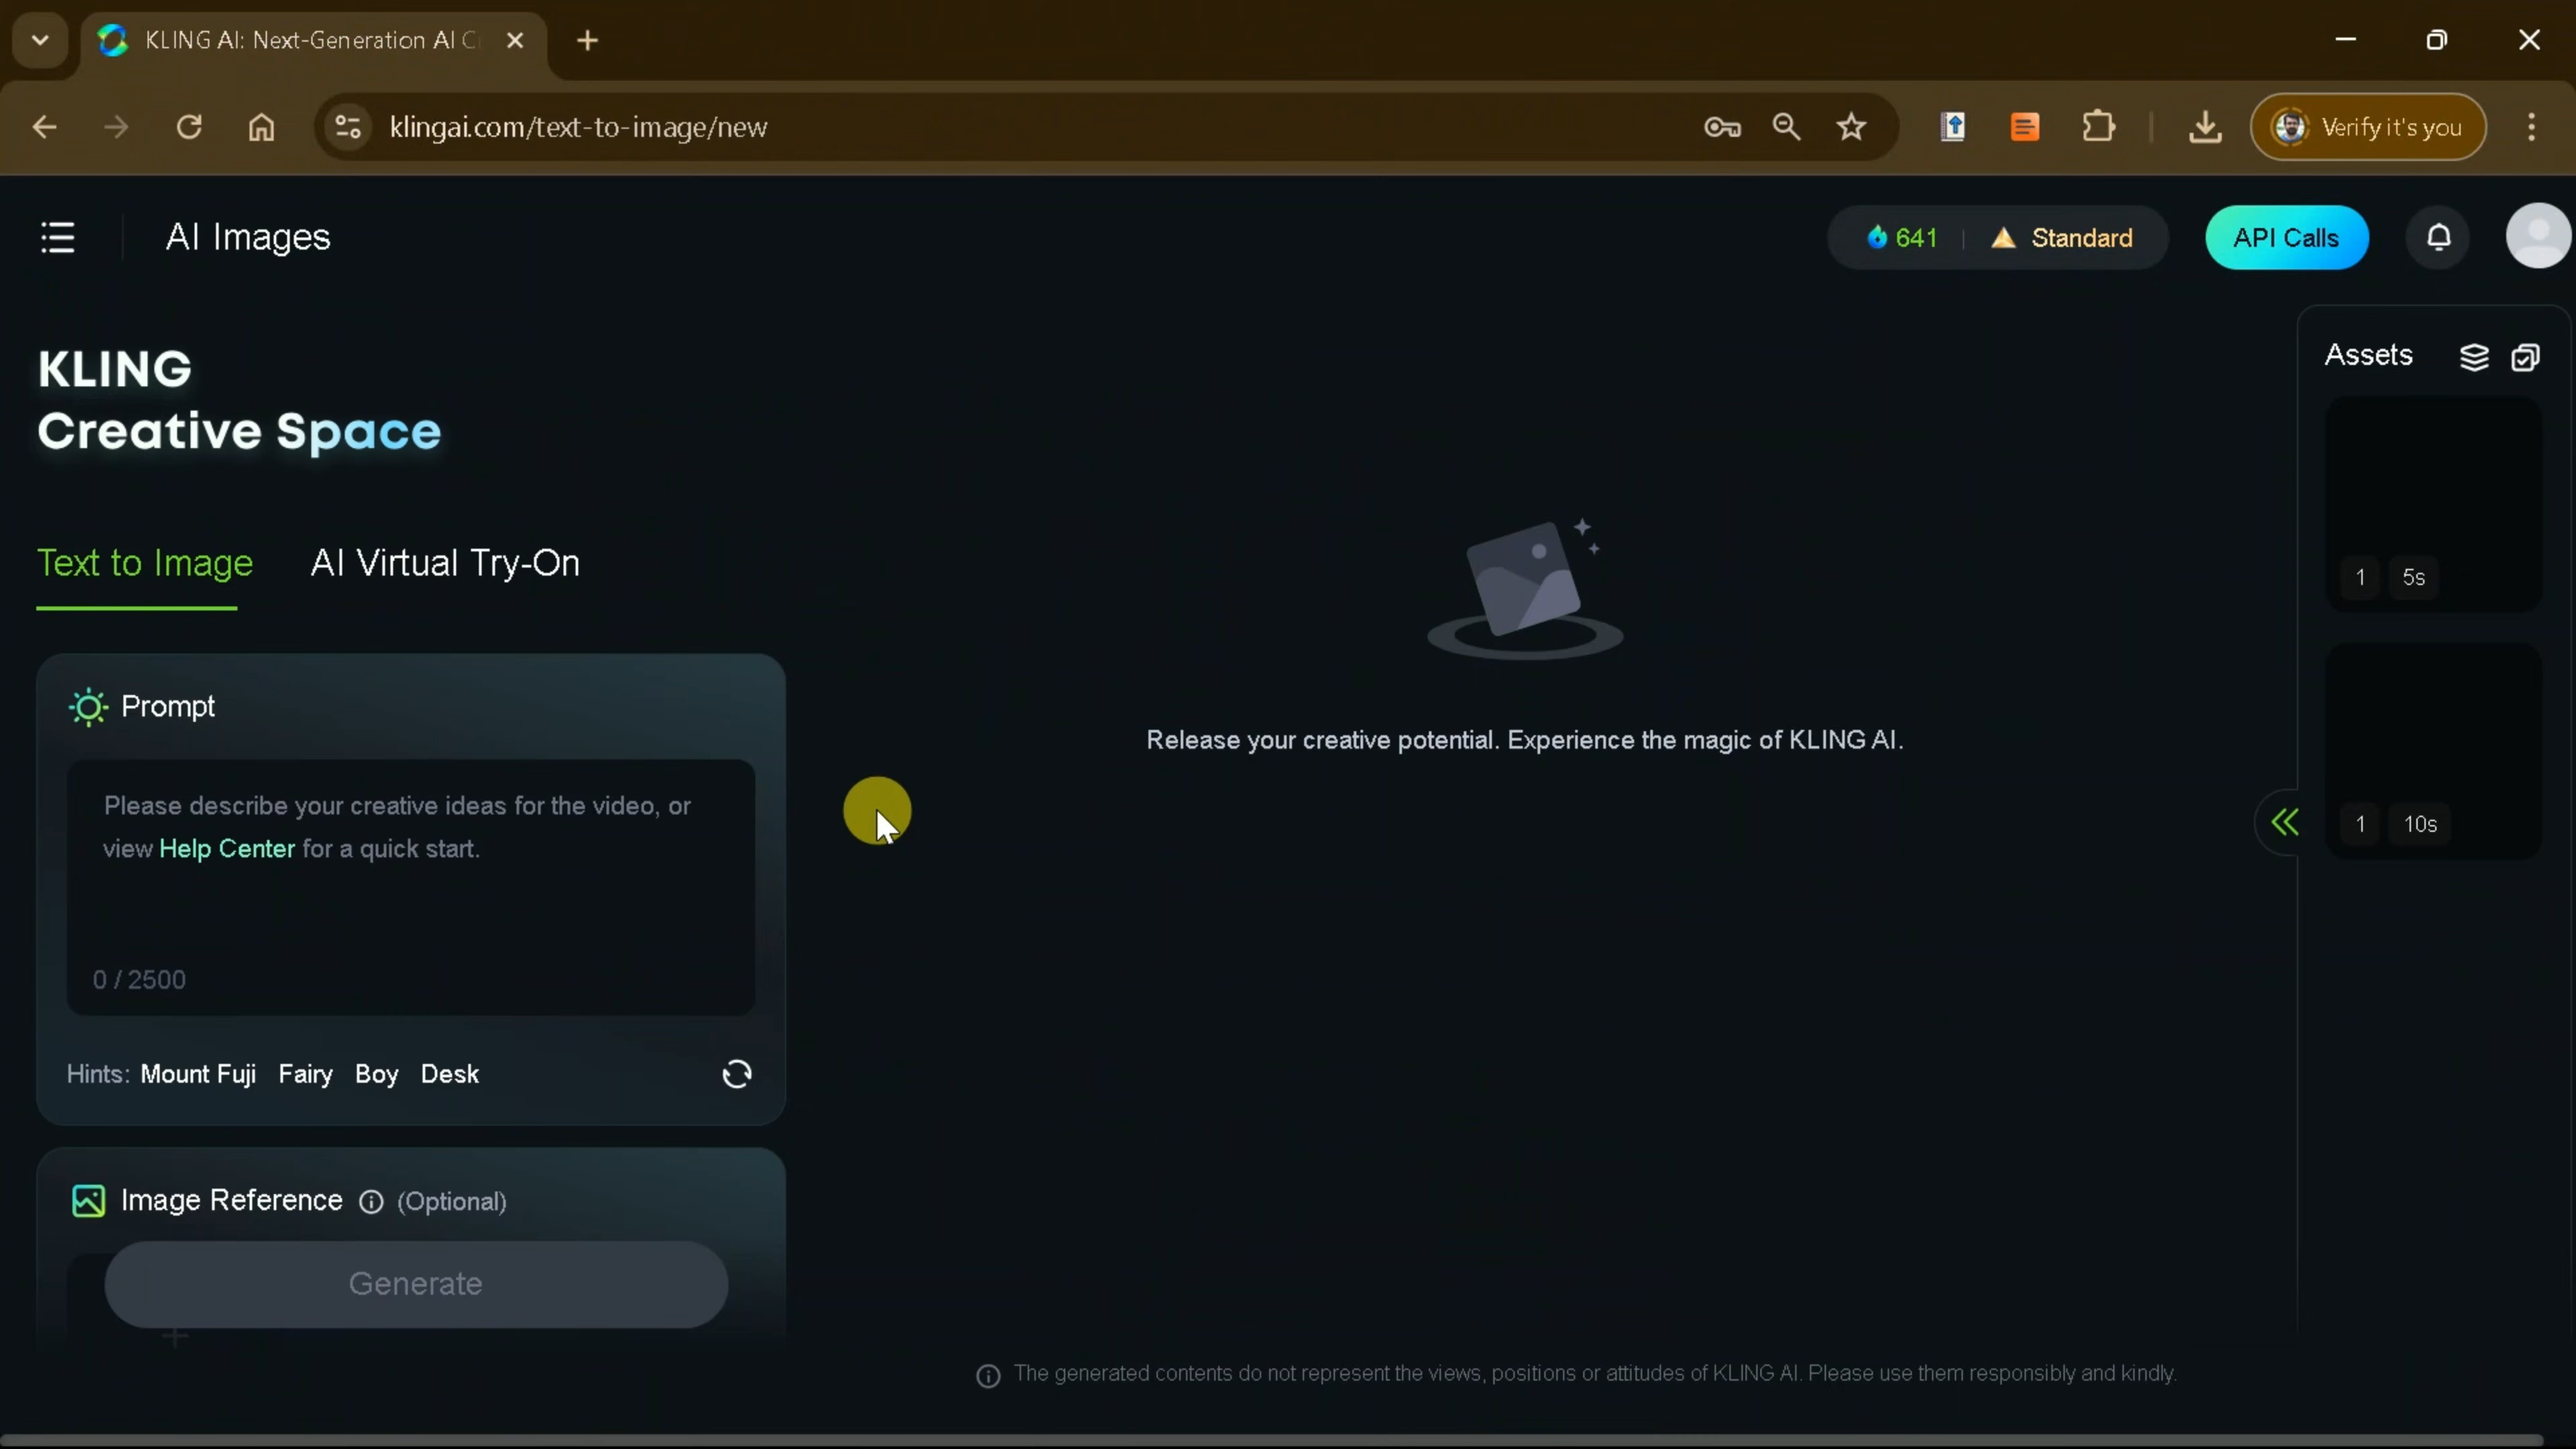 KLING AI: Next-Generation AI C
klingai.com/text-to-image/new
Verify it's you
AI Images
641
Standard
API Calls
KLING
Creative Space
Assets
Text to Image
AI Virtual Try-On
1
5s
Prompt
Release your creative potential. Experience the magic of KLING AI.
Please describe your creative ideas for the video, or
view Help Center for a quick start.
1
10s
0 / 2500
Hints: Mount Fuji Fairy Boy Desk
Image Reference (Optional)
Generate
The generated contents do not represent the views, positions or attitudes of KLING AI. Please use them responsibly and kindly.